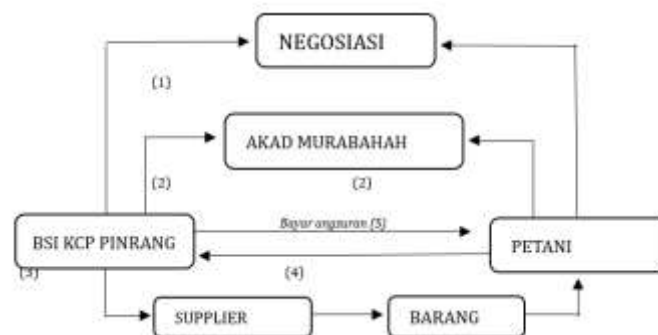 NEGOSIASI
(1)
AKAD MURABAHAH
(2)
(2)
Bayar angsuran (5)
BSI KCP PINRANG
PETANI
(3)
(4)
SUPPLIER
BARANG